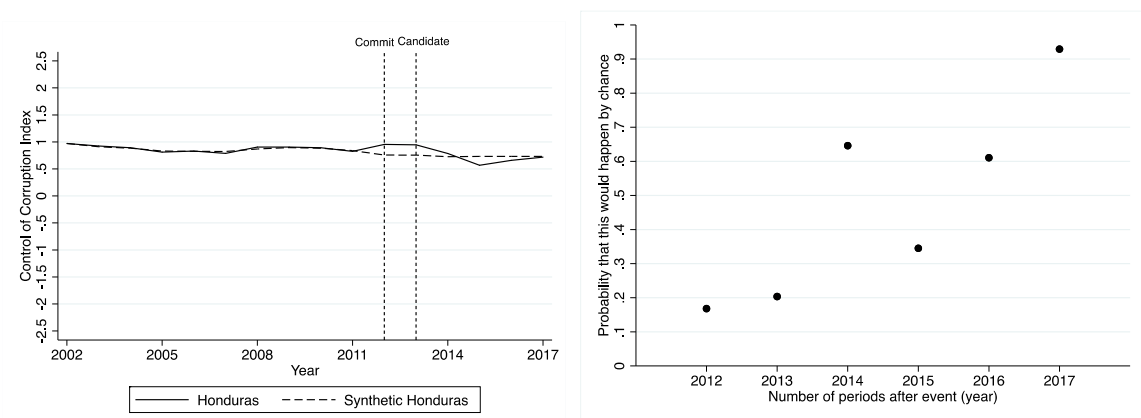 Commit Candidate
Control of Corruption Index
2.5
2
1.5
1
.5
0
-.5
-1
-1.5
-2
-2.5
2002 2005 2008 2011 2014 2017
Year
Honduras Synthetic Honduras
Probability that this would happen by chance
1
.9
.8
.7
.6
.5
.4
.3
.2
.1
0
2012 2013 2014 2015 2016 2017
Number of periods after event (year)